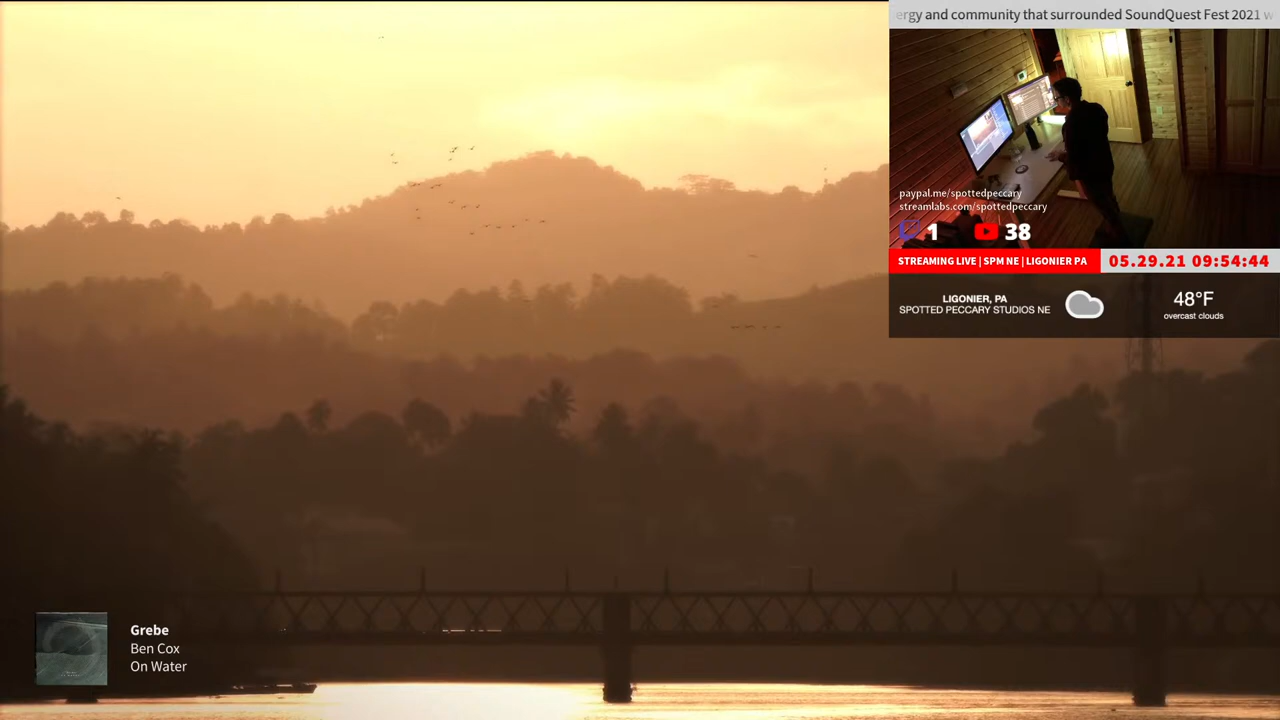 ergy and community that surrounded SoundQuest Fest 2021 w
paypal.me/spottedpeccary
streamlabs.com/spottedpeccary
1 38
STREAMING LIVE | SPM NE | LIGONIER PA 05.29.21 09:54:44
LIGONIER, PA
SPOTTED PECCARY STUDIOS NE
48°F
overcast clouds
Grebe
Ben Cox
On Water